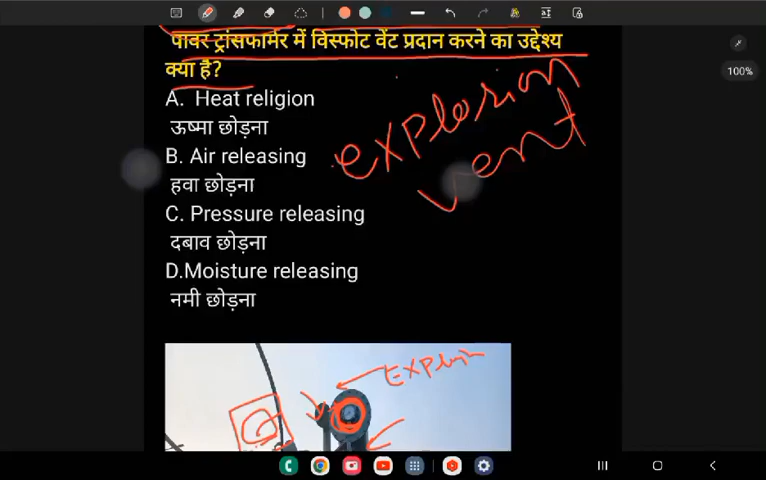 पावर ट्रांसफार्मर में विस्फोट वेंट प्रदान करने का उद्देश्य
क्या है?
100%
A. Heat religion
ऊष्मा छोड़ना
B. Air releasing
हवा छोड़ना
C. Pressure releasing
दबाव छोड़ना
D.Moisture releasing
नमी छोड़ना
explosion
vent